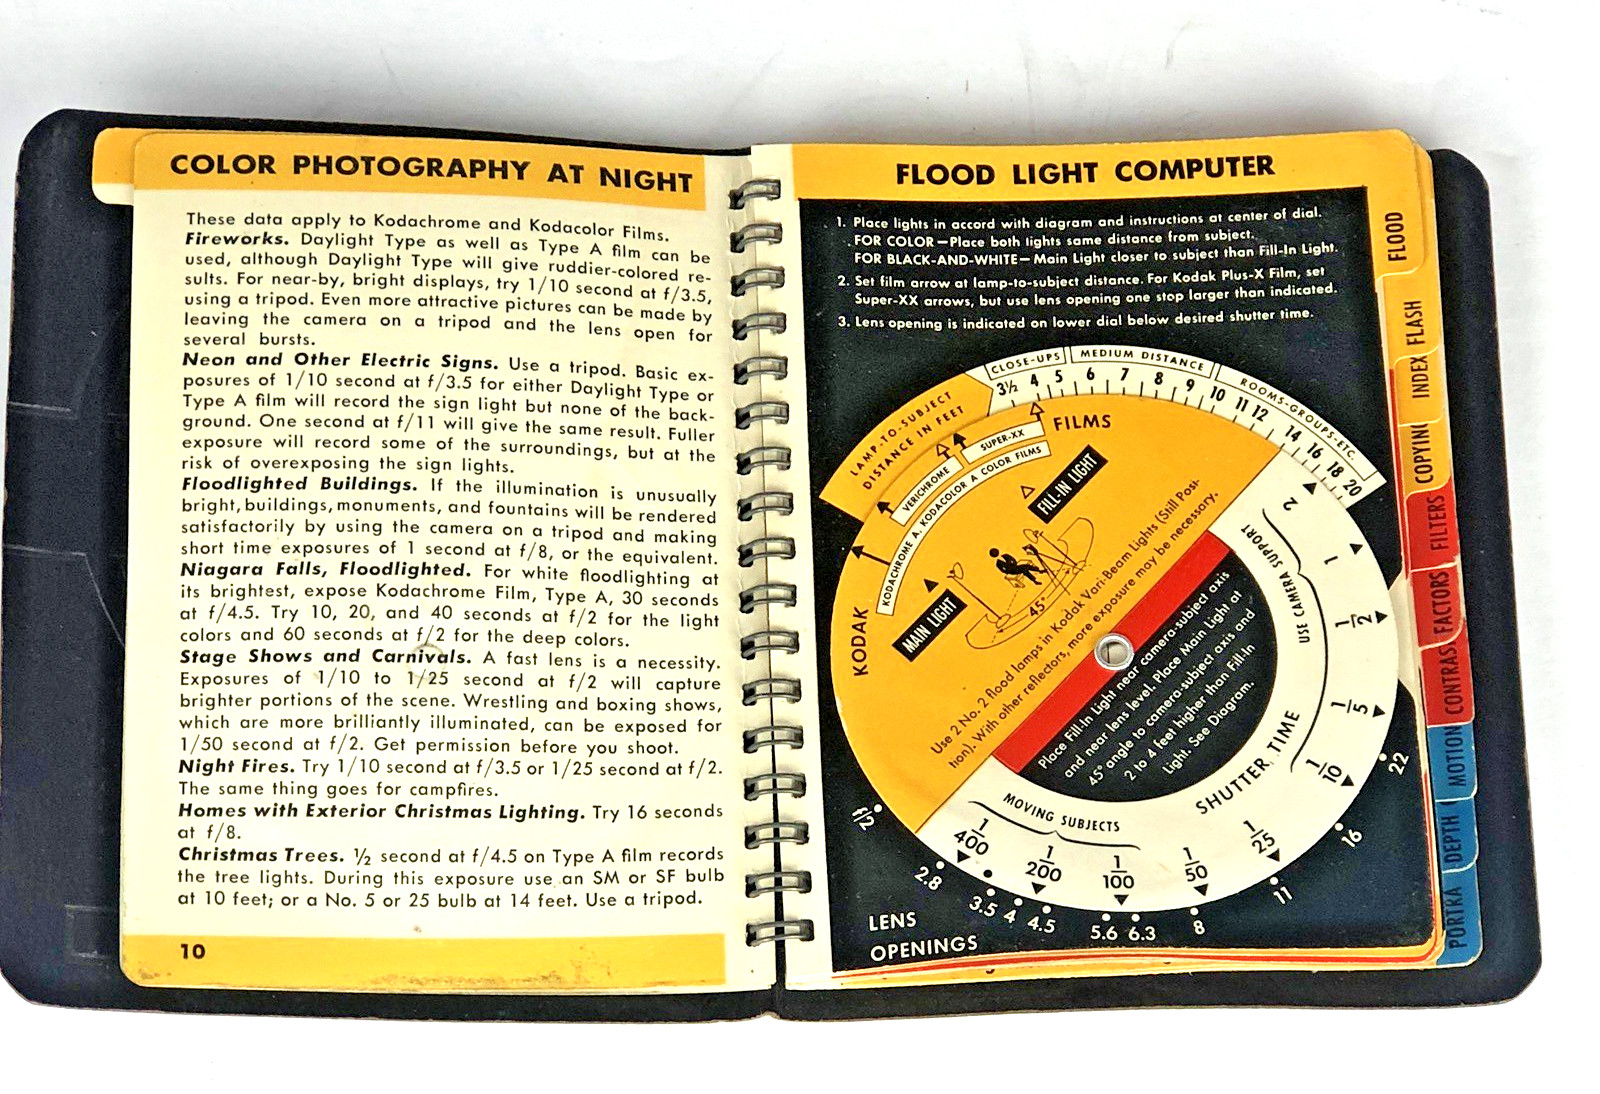 COLOR PHOTOGRAPHY AT NIGHT
These data apply to Kodachrome and Kodacolor Films.
Fireworks. Daylight Type as well as Type A film can be
used, although Daylight Type will give ruddier-colored re-
sults. For near-by, bright displays, try 1/10 second at f/3.5,
using a tripod. Even more attractive pictures can be made by
leaving the camera on a tripod and the lens open for
several bursts.
Neon and Other Electric Signs. Use a tripod. Basic ex-
posures of 1/10 second at f/3.5 for either Daylight Type or
Type A film will record the sign light but none of the back-
ground. One second at f/11 will give the same result. Fuller
exposure will record some of the surroundings, but at the
risk of overexposing the sign lights.
Floodlighted Buildings. If the illumination is unusually
bright, buildings, monuments, and fountains will be rendered
satisfactorily by using the camera on a tripod and making
short time exposures of 1 second at f/8, or the equivalent.
Niagara Falls, Floodlighted. For white floodlighting at
its brightest, expose Kodachrome Film, Type A, 30 seconds
at f/4.5. Try 10, 20, and 40 seconds at f/2 for the light
colors and 60 seconds at f/2 for the deep colors.
Stage Shows and Carnivals. A fast lens is a necessity.
Exposures of 1/10 to 1/25 second at f/2 will capture
brighter portions of the scene. Wrestling and boxing shows,
which are more brilliantly illuminated, can be exposed for
1/50 second at f/2. Get permission before you shoot.
Night Fires. Try 1/10 second at f/3.5 or 1/25 second at f/2.
The same thing goes for campfires.
Homes with Exterior Christmas Lighting. Try 16 seconds
at f/8.
Christmas Trees. ½ second at f/4.5 on Type A film records
the tree lights. During this exposure use an SM or SF bulb
at 10 feet; or a No. 5 or 25 bulb at 14 feet. Use a tripod.
10
FLOOD LIGHT COMPUTER
1. Place lights in accord with diagram and instructions at center of dial.
FOR COLOR—Place both lights same distance from subject.
FOR BLACK-AND-WHITE—Main Light closer to subject than Fill-In Light.
2. Set film arrow at lamp-to-subject distance. For Kodak Plus-X Film, set
Super-XX arrows, but use lens opening one stop larger than indicated.
3. Lens opening is indicated on lower dial below desired shutter time.
CLOSE-UPS MEDIUM DISTANCE ROOMS-GROUPS-ETC.
3½ 4 5 6 7 8 9 10 11 12 14 16 18 20
LAMP-TO-SUBJECT
DISTANCE IN FEET
KODAK FILMS
VERICHROME SUPER-XX
KODACHROME A, KODACOLOR A COLOR FILMS
MAIN LIGHT
FILL-IN LIGHT
45°
Use 2 No. 2 flood lamps in Kodak Vari-Beam Lights (Still Posi-
tion). With other reflectors, more exposure may be necessary.
Place Fill-In Light near camera-subject axis
and near lens level. Place Main Light at
45° angle to camera-subject axis and
2 to 4 feet higher than Fill-In
Light. See Diagram.
2 1 1/2 1/5 1/10 1/25 1/50 1/100 1/200 1/400
USE CAMERA SUPPORT
SHUTTER TIME
MOVING SUBJECTS
f/2 2.8 3.5 4 4.5 5.6 6.3 8 11 16 22
LENS
OPENINGS
FLOOD
FLASH
INDEX
COPYIN
FILTERS
FACTORS
CONTRAS
MOTION
DEPTH
PORTRA